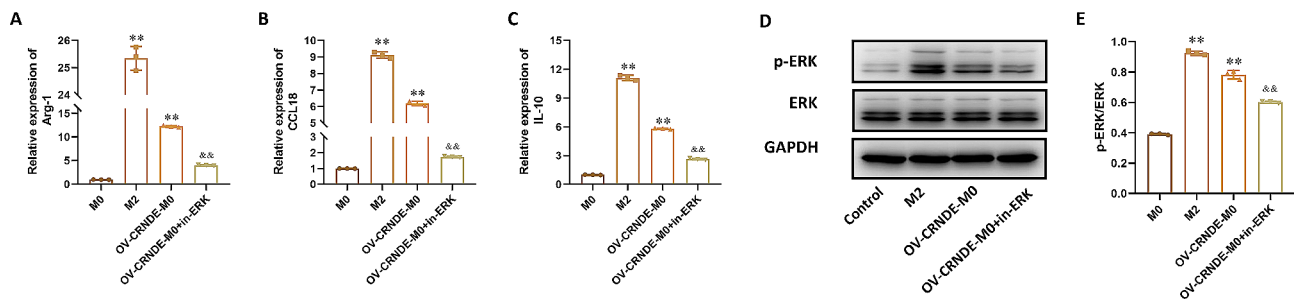 A
Relative expression of
Arg-1
26
25
24
15
10
5
0
**
**
&&
M0
M2
OV-CRNDE-M0
OV-CRNDE-M0+in-ERK
B
Relative expression of
CCL18
10
9
8
7
6
5
2
1
0
**
**
&&
M0
M2
OV-CRNDE-M0
OV-CRNDE-M0+in-ERK
C
Relative expression of
IL-10
15
12
9
6
3
0
**
**
&&
M0
M2
OV-CRNDE-M0
OV-CRNDE-M0+in-ERK
D
p-ERK
ERK
GAPDH
Control
M2
OV-CRNDE-M0
OV-CRNDE-M0+in-ERK
E
p-ERK/ERK
1.0
0.8
0.6
0.4
0.2
0.0
**
**
&&
M0
M2
OV-CRNDE-M0
OV-CRNDE-M0+in-ERK